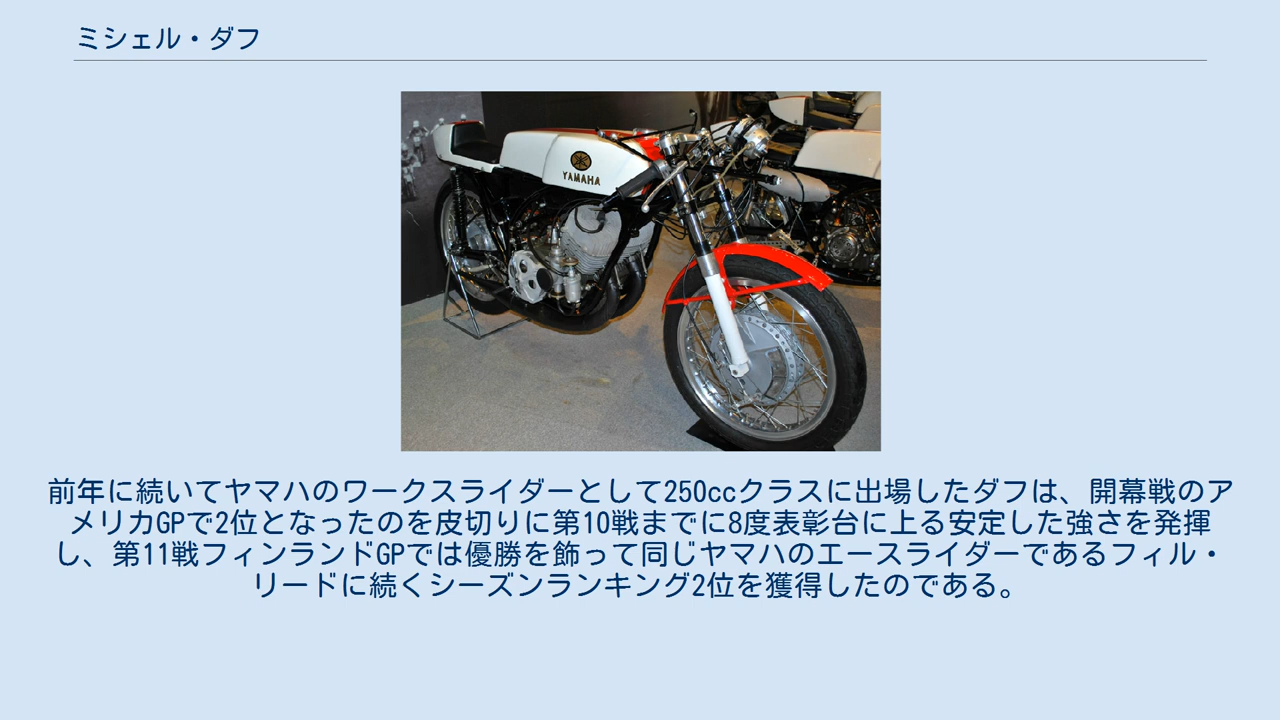 ミシェル・ダフ
YAMAHA
前年に続いてヤマハのワークスライダーとして250ccクラスに出場したダフは、開幕戦のア
メリカGPで2位となったのを皮切りに第10戦までに8度表彰台に上る安定した強さを発揮
し、第11戦フィンランドGPでは優勝を飾って同じヤマハのエースライダーであるフィル・
リードに続くシーズンランキング2位を獲得したのである。